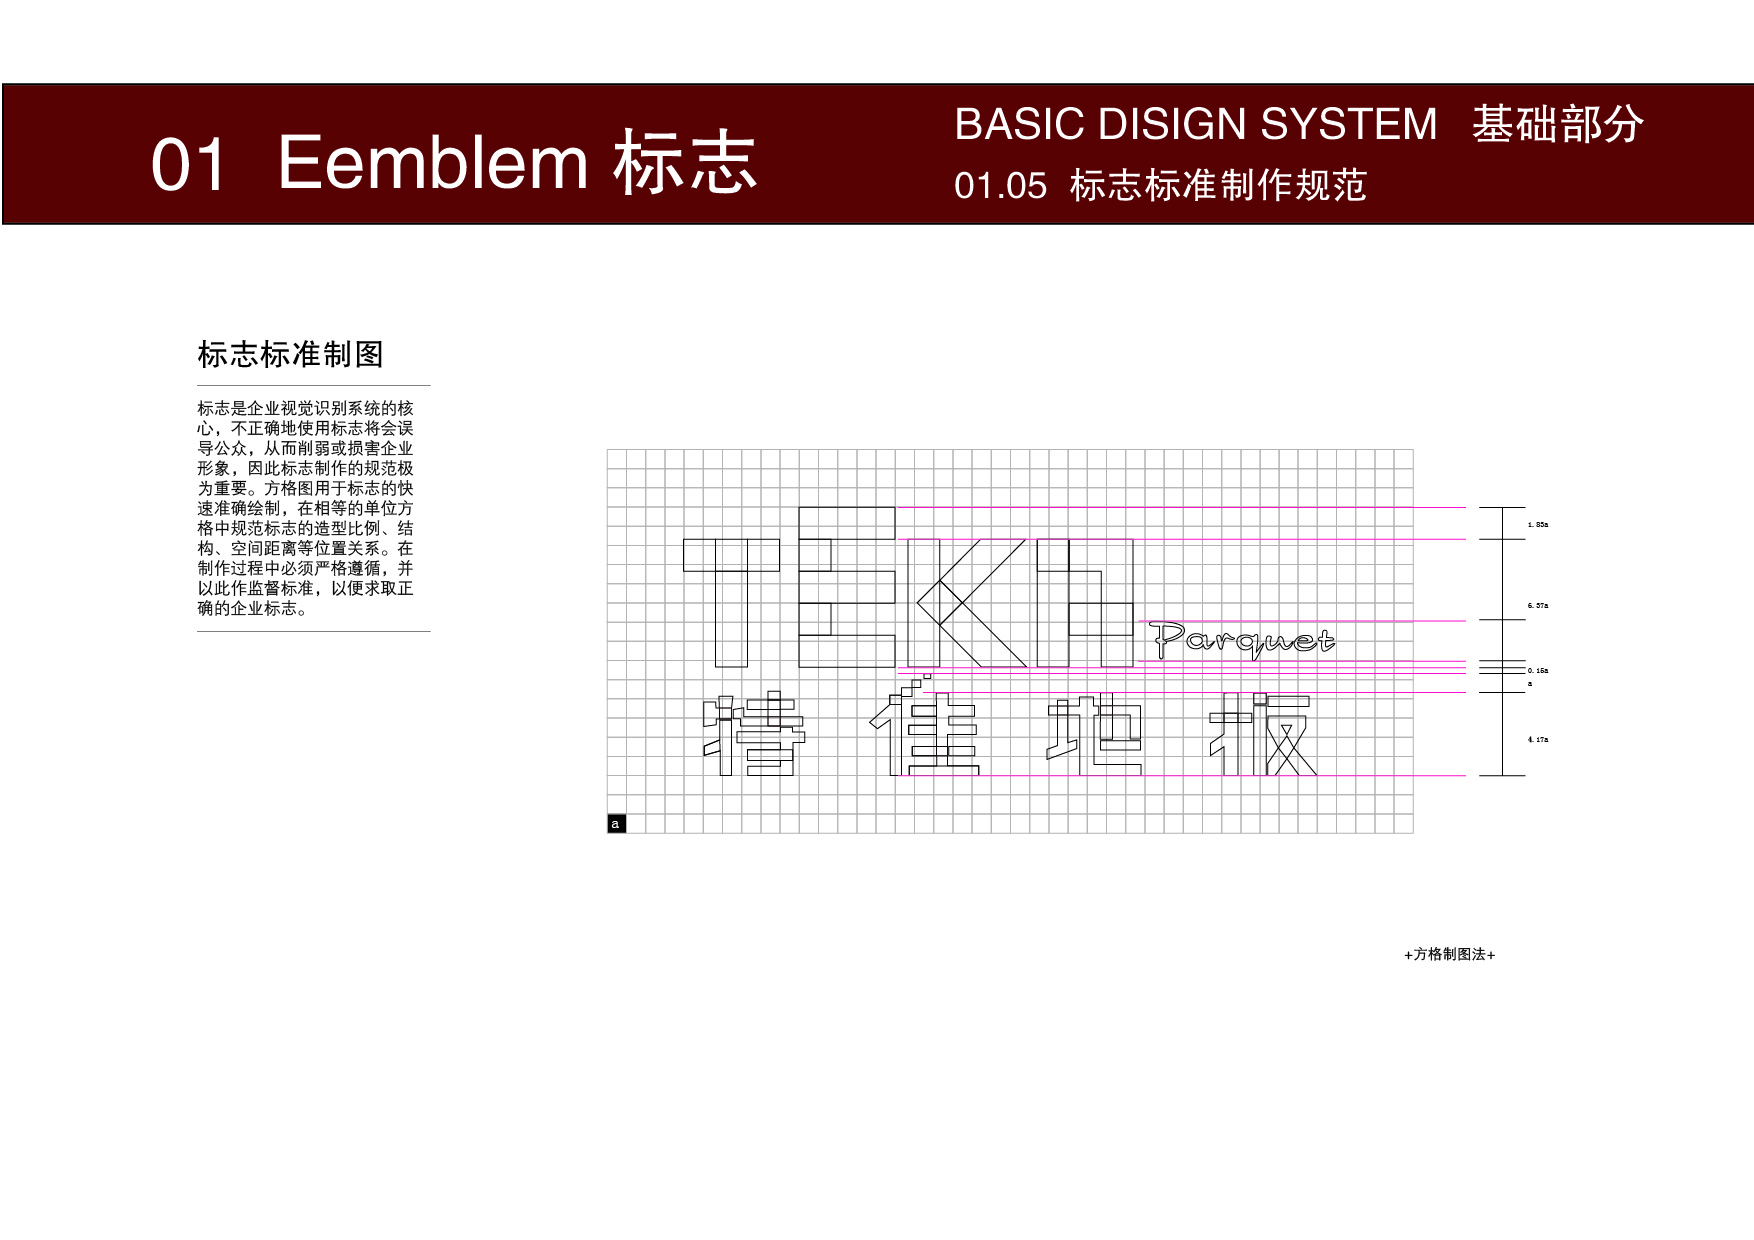 01 Eemblem 标志
BASIC DISIGN SYSTEM 基础部分
01.05 标志标准制作规范
标志标准制图
标志是企业视觉识别系统的核
心，不正确地使用标志将会误
导公众，从而削弱或损害企业
形象，因此标志制作的规范极
为重要。方格图用于标志的快
速准确绘制，在相等的单位方
格中规范标志的造型比例、结
构、空间距离等位置关系。在
制作过程中必须严格遵循，并
以此作监督标准，以便求取正
确的企业标志。
Parquet
特佳地板
1.85a
6.37a
0.16a
a
4.17a
a
+方格制图法+